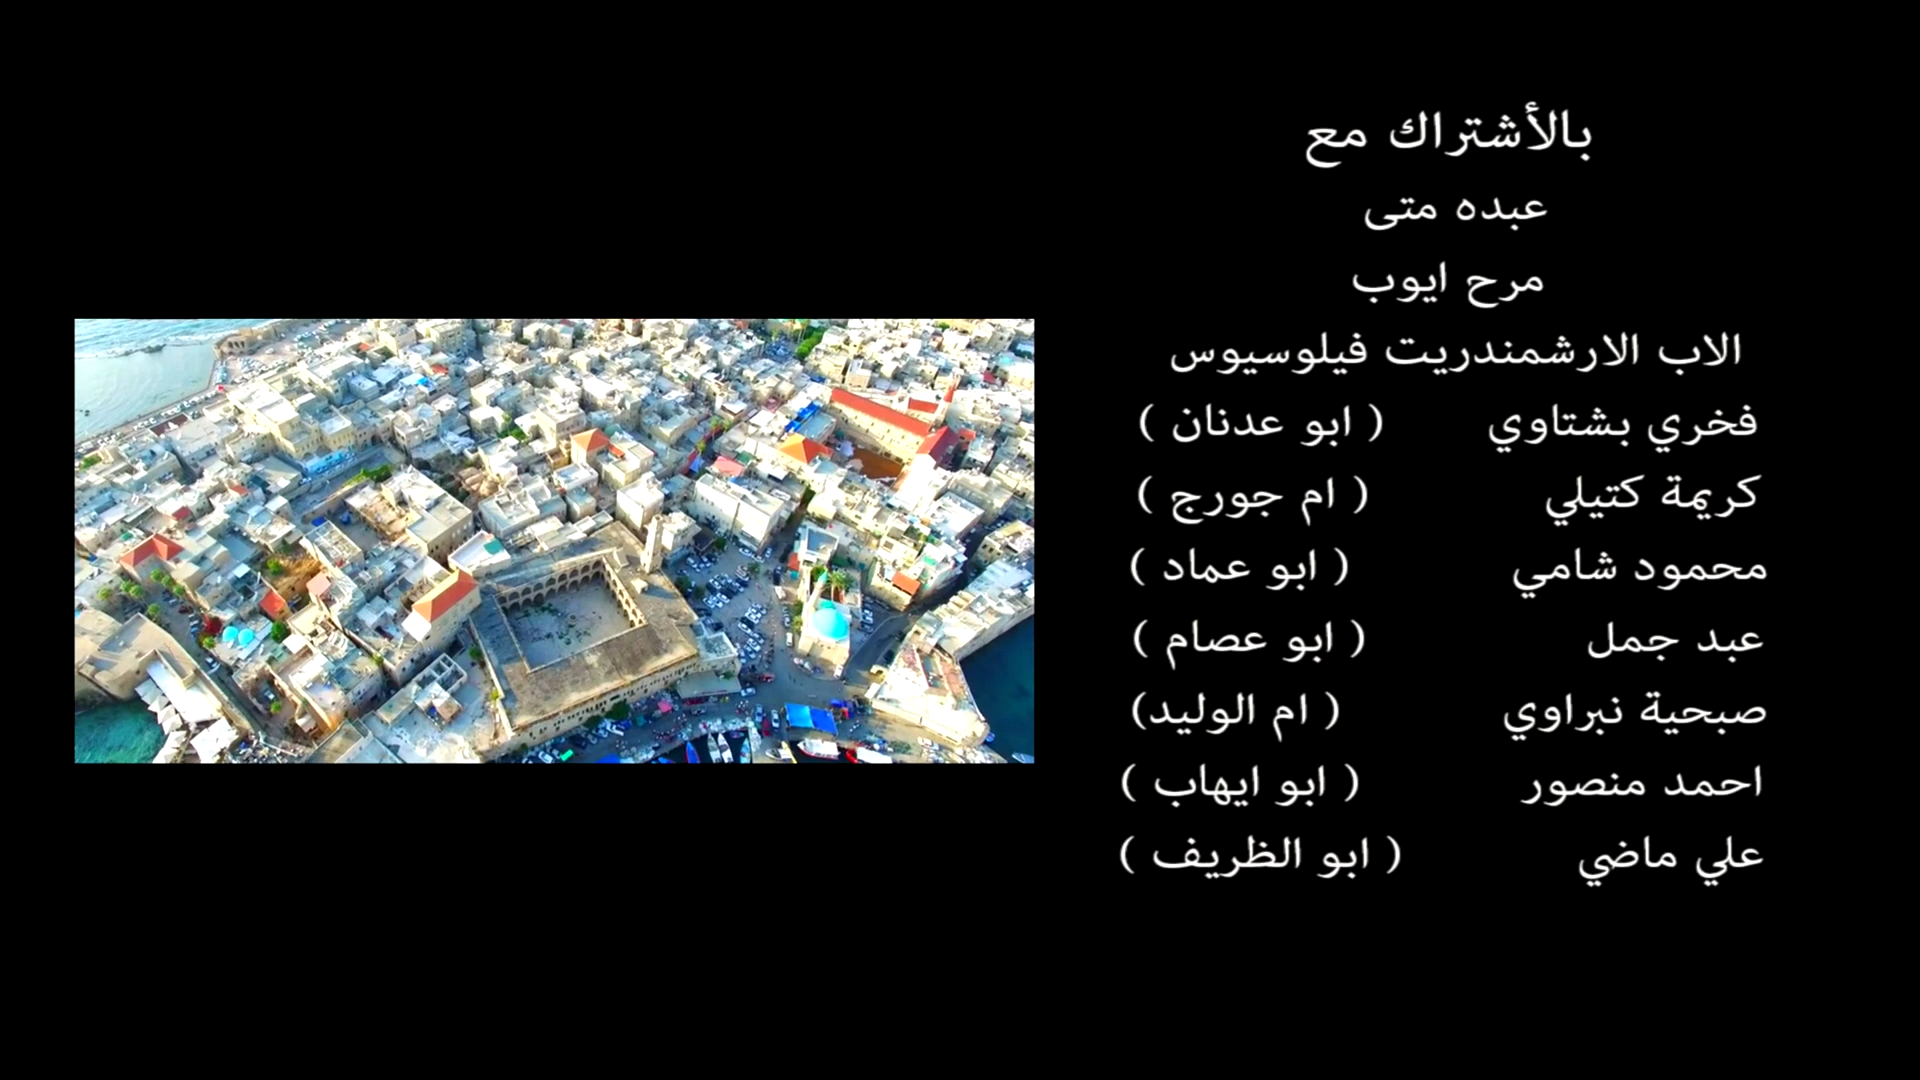 بالأشتراك مع
عبده متى
مرح ايوب
الاب الارشمندريت فيلوسيوس
فخري بشتاوي ( ابو عدنان )
كريمة كتيلي ( ام جورج )
محمود شامي ( ابو عماد )
عبد جمل ( ابو عصام )
صبحية نبراوي ( ام الوليد)
احمد منصور ( ابو ايهاب )
علي ماضي ( ابو الظريف )